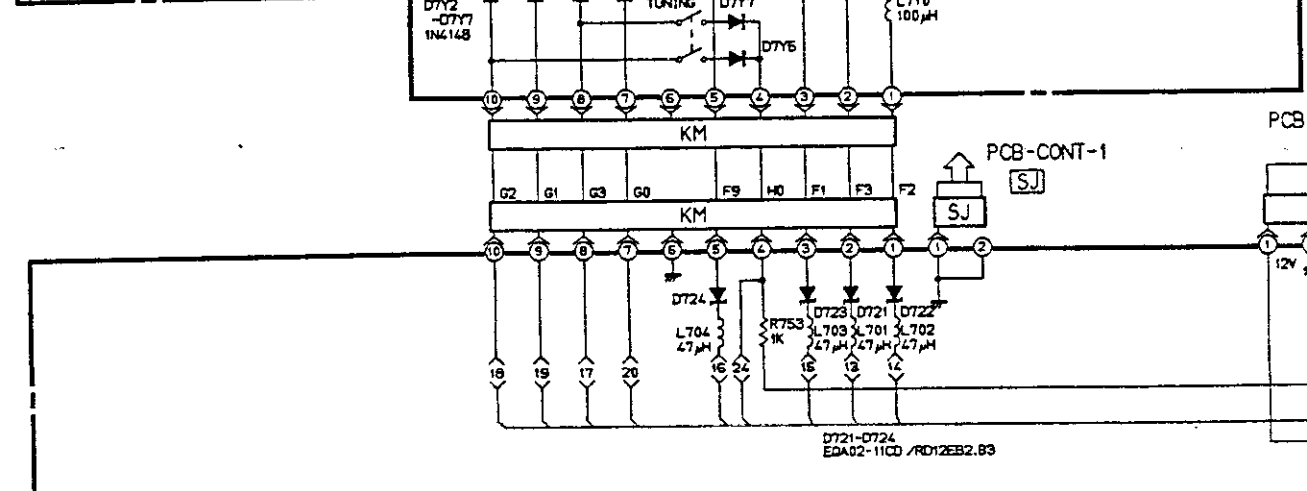 D7Y2
-D7Y7
1N4148
TUNING
D7Y7
D7Y6
100μH
10 9 8 7 6 5 4 3 2 1
KM
PCB-CONT-1
SJ
PCB
G2 G1 G3 G0 F9 H0 F1 F3 F2
KM
SJ
10 9 8 7 6 5 4 3 2 1 1 2 1
12V
D724
L704
47μH
R753
1K
D723
L703
47μH
D721
L701
47μH
D722
L702
47μH
18 19 17 20 16 24 15 13 14
D721-D724
EQA02-11CD /RD12EB2.B3